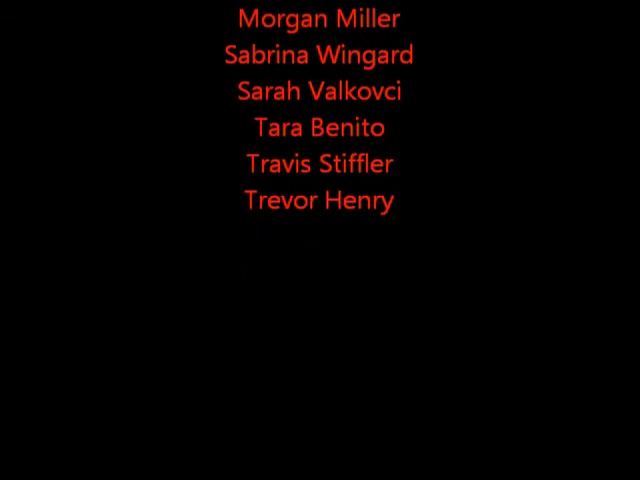 Morgan Miller
Sabrina Wingard
Sarah Valkovci
Tara Benito
Travis Stiffler
Trevor Henry